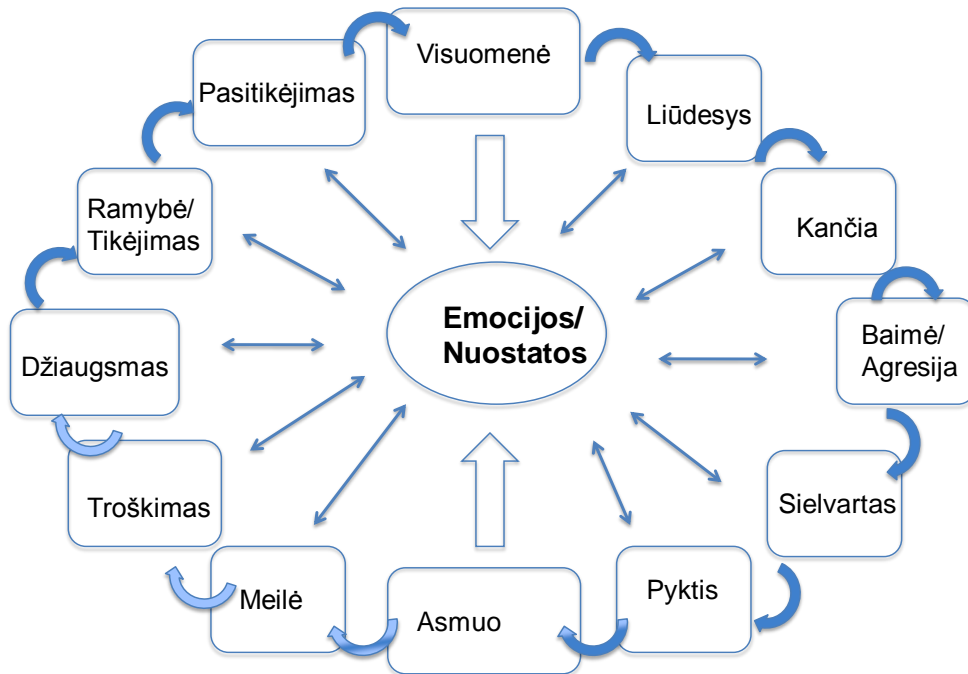 Visuomenė
Pasitikėjimas
Liūdesys
Ramybė/
Tikėjimas
Kančia
Emocijos/
Nuostatos
Baimė/
Agresija
Džiaugsmas
Troškimas
Sielvartas
Meilė
Asmuo
Pyktis